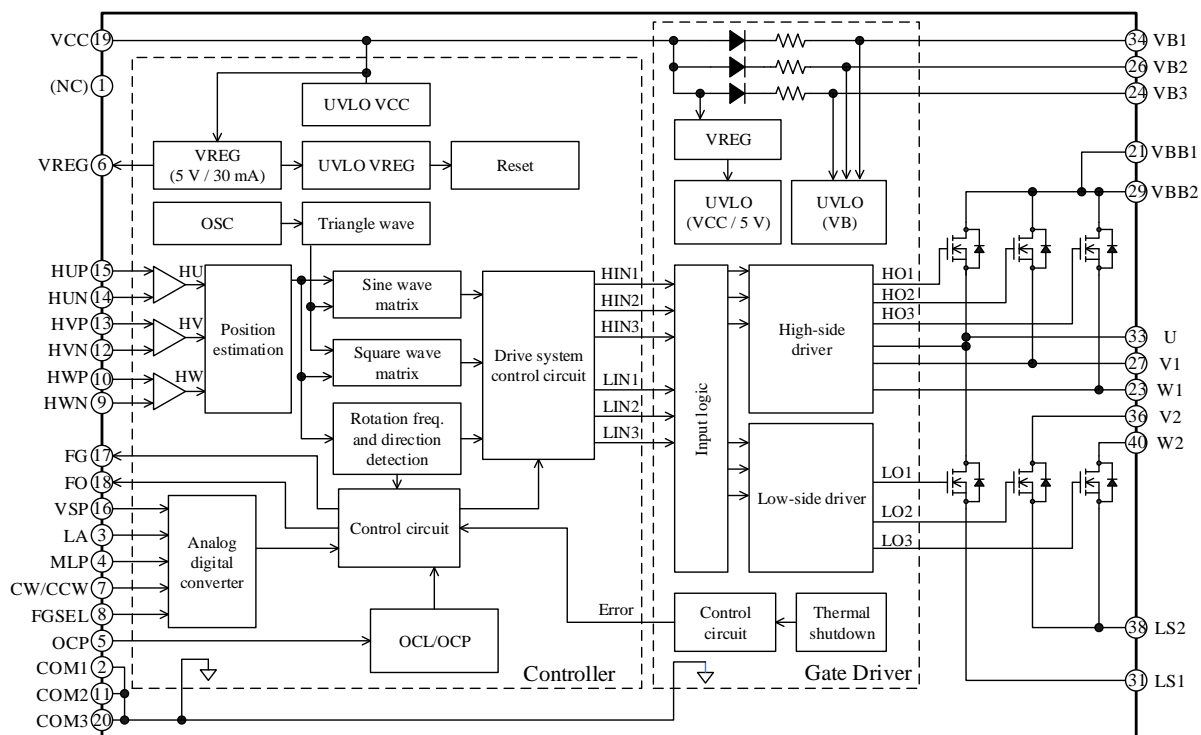 VCC 19
(NC) 1
VREG 6
HUP 15
HUN 14
HVP 13
HVN 12
HWP 10
HWN 9
FG 17
FO 18
VSP 16
LA 3
MLP 4
CW/CCW 7
FGSEL 8
OCP 5
COM1 2
COM2 11
COM3 20
UVLO VCC
VREG
(5 V / 30 mA)
UVLO VREG
Reset
OSC
Triangle wave
HU
HV
HW
Position
estimation
Sine wave
matrix
Square wave
matrix
Rotation freq.
and direction
detection
Drive system
control circuit
Analog
digital
converter
Control circuit
OCL/OCP
Controller
HIN1
HIN2
HIN3
LIN1
LIN2
LIN3
Error
VREG
UVLO
(VCC / 5 V)
UVLO
(VB)
Input logic
High-side
driver
Low-side driver
Control
circuit
Thermal
shutdown
Gate Driver
HO1
HO2
HO3
LO1
LO2
LO3
34 VB1
26 VB2
24 VB3
21 VBB1
29 VBB2
33 U
27 V1
23 W1
36 V2
40 W2
38 LS2
31 LS1